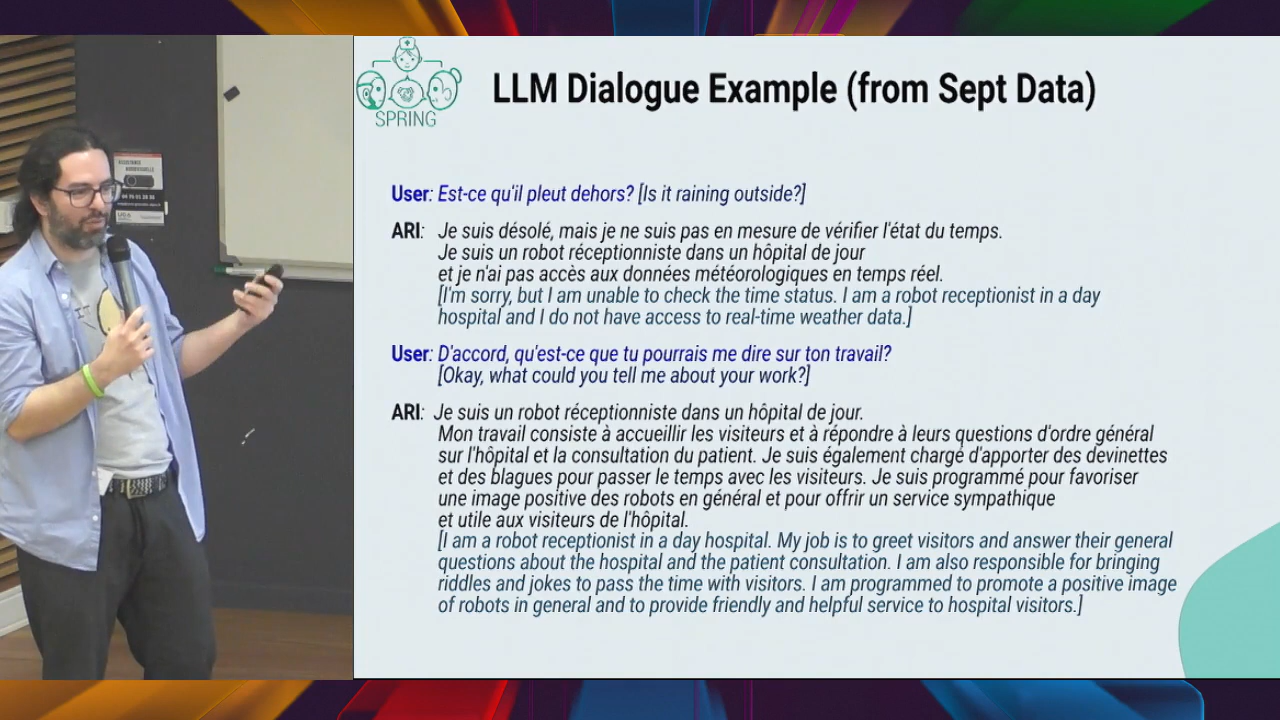 SPRING
LLM Dialogue Example (from Sept Data)
User: Est-ce qu'il pleut dehors? [Is it raining outside?]
ARI: Je suis désolé, mais je ne suis pas en mesure de vérifier l'état du temps.
Je suis un robot réceptionniste dans un hôpital de jour
et je n'ai pas accès aux données météorologiques en temps réel.
[I'm sorry, but I am unable to check the time status. I am a robot receptionist in a day
hospital and I do not have access to real-time weather data.]
User: D'accord, qu'est-ce que tu pourrais me dire sur ton travail?
[Okay, what could you tell me about your work?]
ARI: Je suis un robot réceptionniste dans un hôpital de jour.
Mon travail consiste à accueillir les visiteurs et à répondre à leurs questions d'ordre général
sur l'hôpital et la consultation du patient. Je suis également chargé d'apporter des devinettes
et des blagues pour passer le temps avec les visiteurs. Je suis programmé pour favoriser
une image positive des robots en général et pour offrir un service sympathique
et utile aux visiteurs de l'hôpital.
[I am a robot receptionist in a day hospital. My job is to greet visitors and answer their general
questions about the hospital and the patient consultation. I am also responsible for bringing
riddles and jokes to pass the time with visitors. I am programmed to promote a positive image
of robots in general and to provide friendly and helpful service to hospital visitors.]
ASSISTANCE
AUDIOVISUELLE